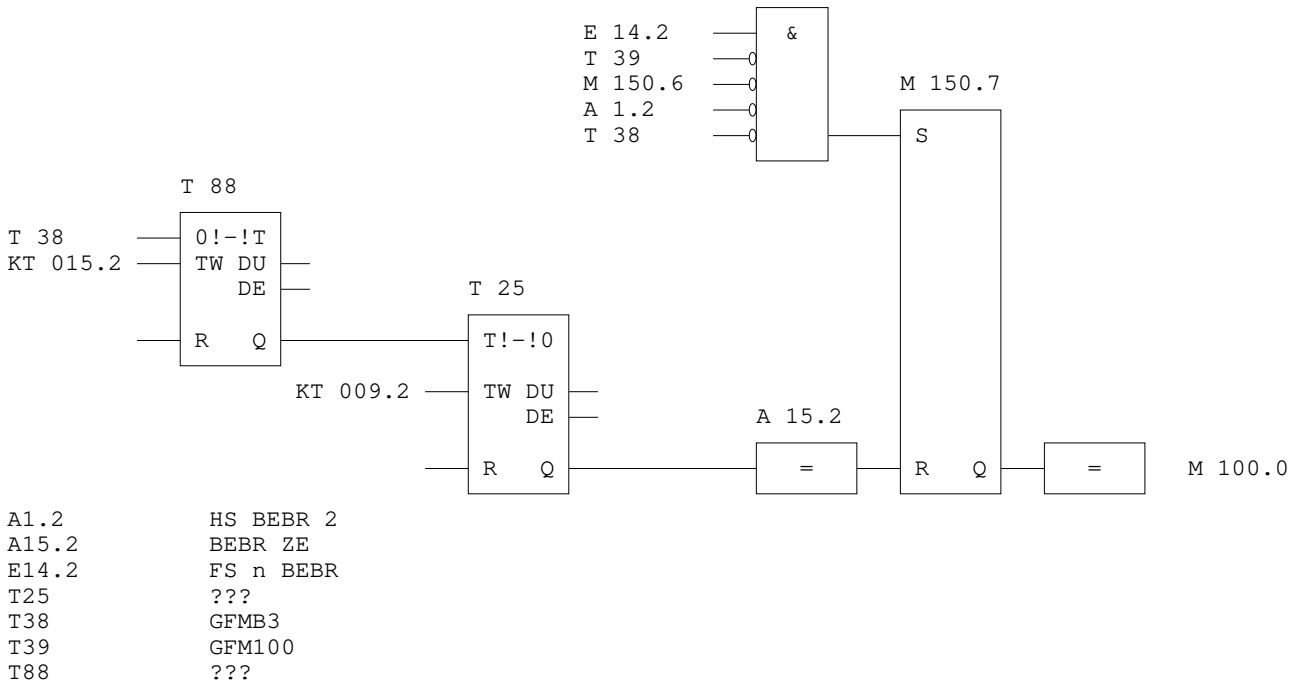 E 14.2
&
T 39
M 150.6
M 150.7
A 1.2
T 38
S
T 88
T 38
0!-!T
KT 015.2
TW DU
DE
T 25
R Q
T!-!0
KT 009.2
TW DU
DE
A 15.2
R Q
=
R Q
=
M 100.0
A1.2 HS BEBR 2
A15.2 BEBR ZE
E14.2 FS n BEBR
T25 ???
T38 GFMB3
T39 GFM100
T88 ???